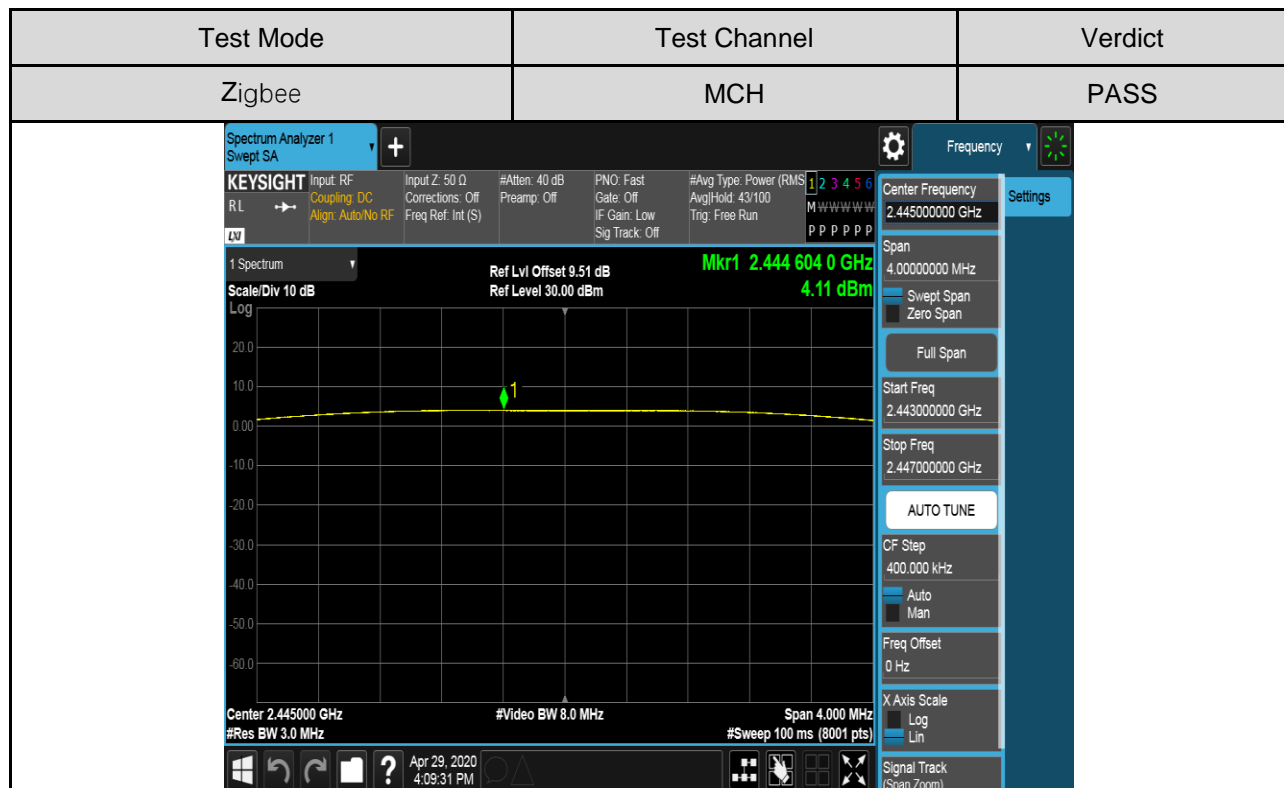 Test Mode Test Channel Verdict
Zigbee MCH PASS
Spectrum Analyzer 1
Swept SA
+
Frequency
KEYSIGHT
RL
LXI
Input: RF
Coupling: DC
Align: Auto/No RF
Input Z: 50 Ω
Corrections: Off
Freq Ref: Int (S)
#Atten: 40 dB
Preamp: Off
PNO: Fast
Gate: Off
IF Gain: Low
Sig Track: Off
#Avg Type: Power (RMS
Avg|Hold: 43/100
Trig: Free Run
1 2 3 4 5 6
M W W W W W
P P P P P P
1 Spectrum
Scale/Div 10 dB
Log
Ref Lvl Offset 9.51 dB
Ref Level 30.00 dBm
Mkr1 2.444 604 0 GHz
4.11 dBm
20.0
10.0
1
0.00
-10.0
-20.0
-30.0
-40.0
-50.0
-60.0
Center 2.445000 GHz
#Res BW 3.0 MHz
#Video BW 8.0 MHz
Span 4.000 MHz
#Sweep 100 ms (8001 pts)
?
Apr 29, 2020
4:09:31 PM
Center Frequency
2.445000000 GHz
Span
4.00000000 MHz
Swept Span
Zero Span
Full Span
Start Freq
2.443000000 GHz
Stop Freq
2.447000000 GHz
AUTO TUNE
CF Step
400.000 kHz
Auto
Man
Freq Offset
0 Hz
X Axis Scale
Log
Lin
Signal Track
(Span Zoom)
Settings